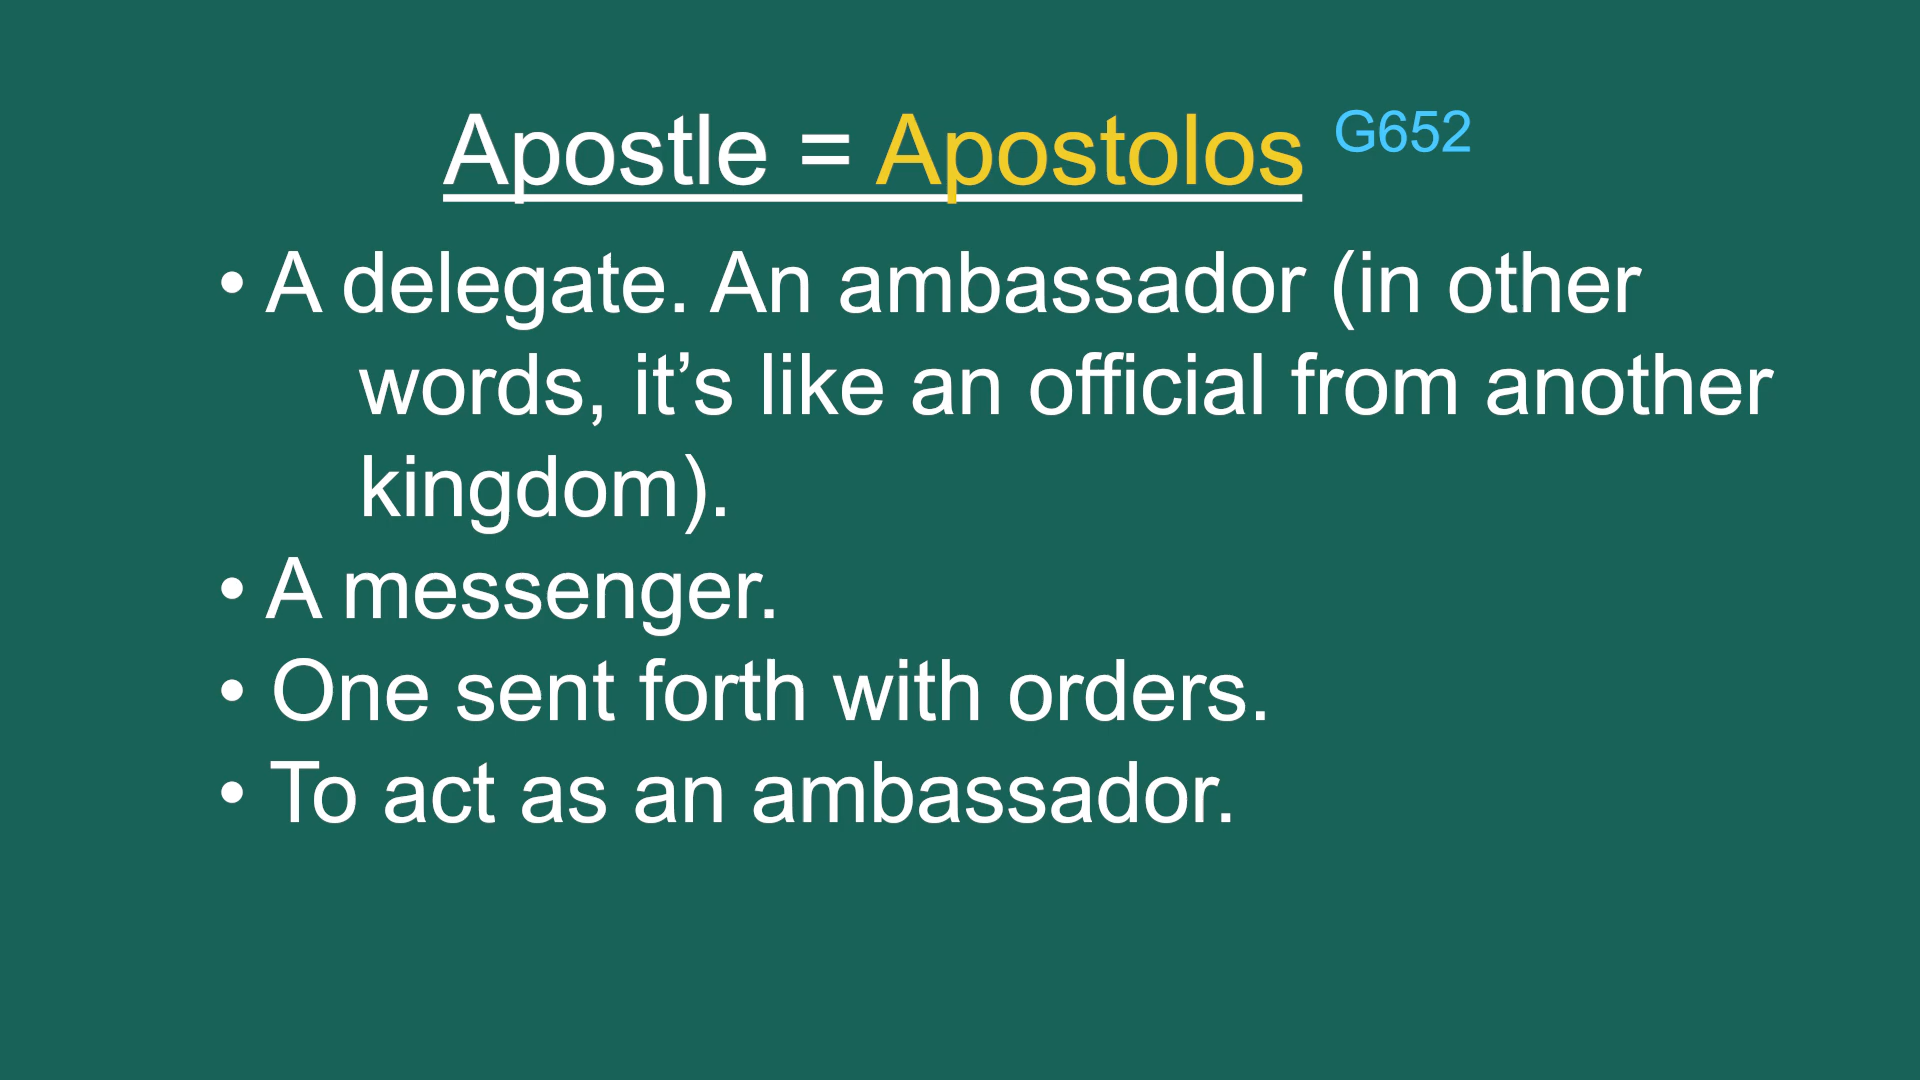 Apostle = Apostolos G652
• A delegate. An ambassador (in other
words, it’s like an official from another
kingdom).
• A messenger.
• One sent forth with orders.
• To act as an ambassador.